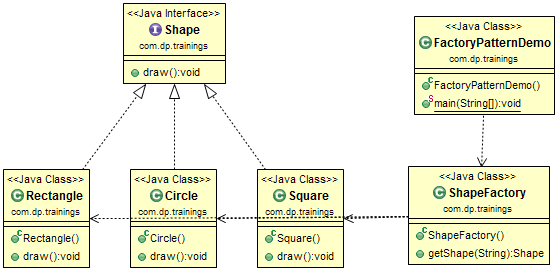 <<Java Interface>>
Shape
com.dp.trainings
draw():void
<<Java Class>>
FactoryPatternDemo
com.dp.trainings
FactoryPatternDemo()
main(String[]):void
<<Java Class>>
Rectangle
com.dp.trainings
Rectangle()
draw():void
<<Java Class>>
Circle
com.dp.trainings
Circle()
draw():void
<<Java Class>>
Square
com.dp.trainings
Square()
draw():void
<<Java Class>>
ShapeFactory
com.dp.trainings
ShapeFactory()
getShape(String):Shape